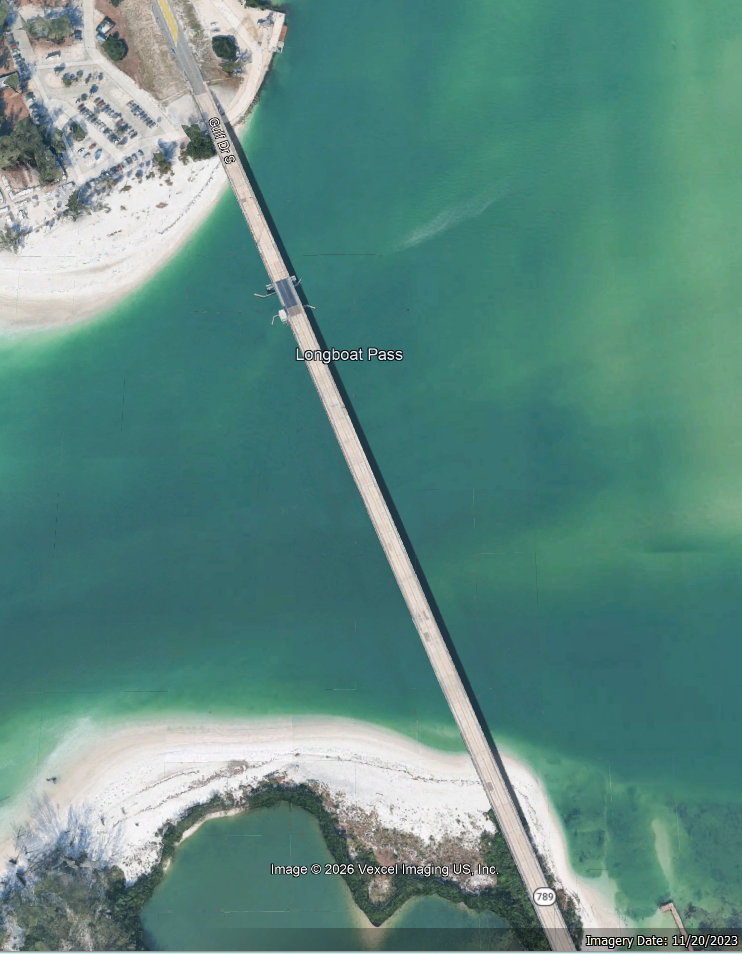 Gulf Dr S
Longboat Pass
Image © 2026 Vexcel Imaging US, Inc.
789
Imagery Date: 11/20/2023